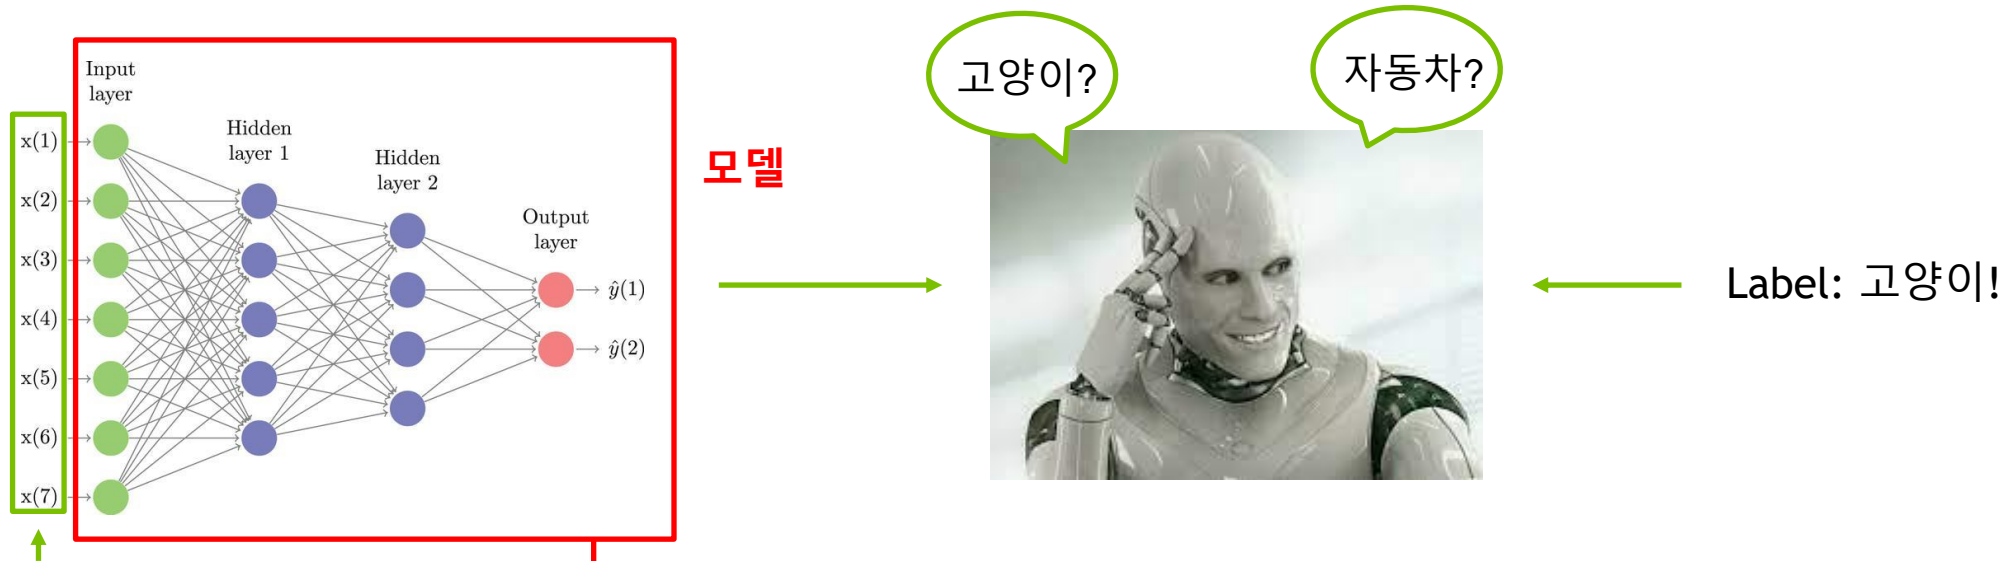 Input
layer
x(1)
x(2)
x(3)
x(4)
x(5)
x(6)
x(7)
Hidden
layer 1
Hidden
layer 2
Output
layer
ŷ(1)
ŷ(2)
모델
고양이?
자동차?
Label: 고양이!